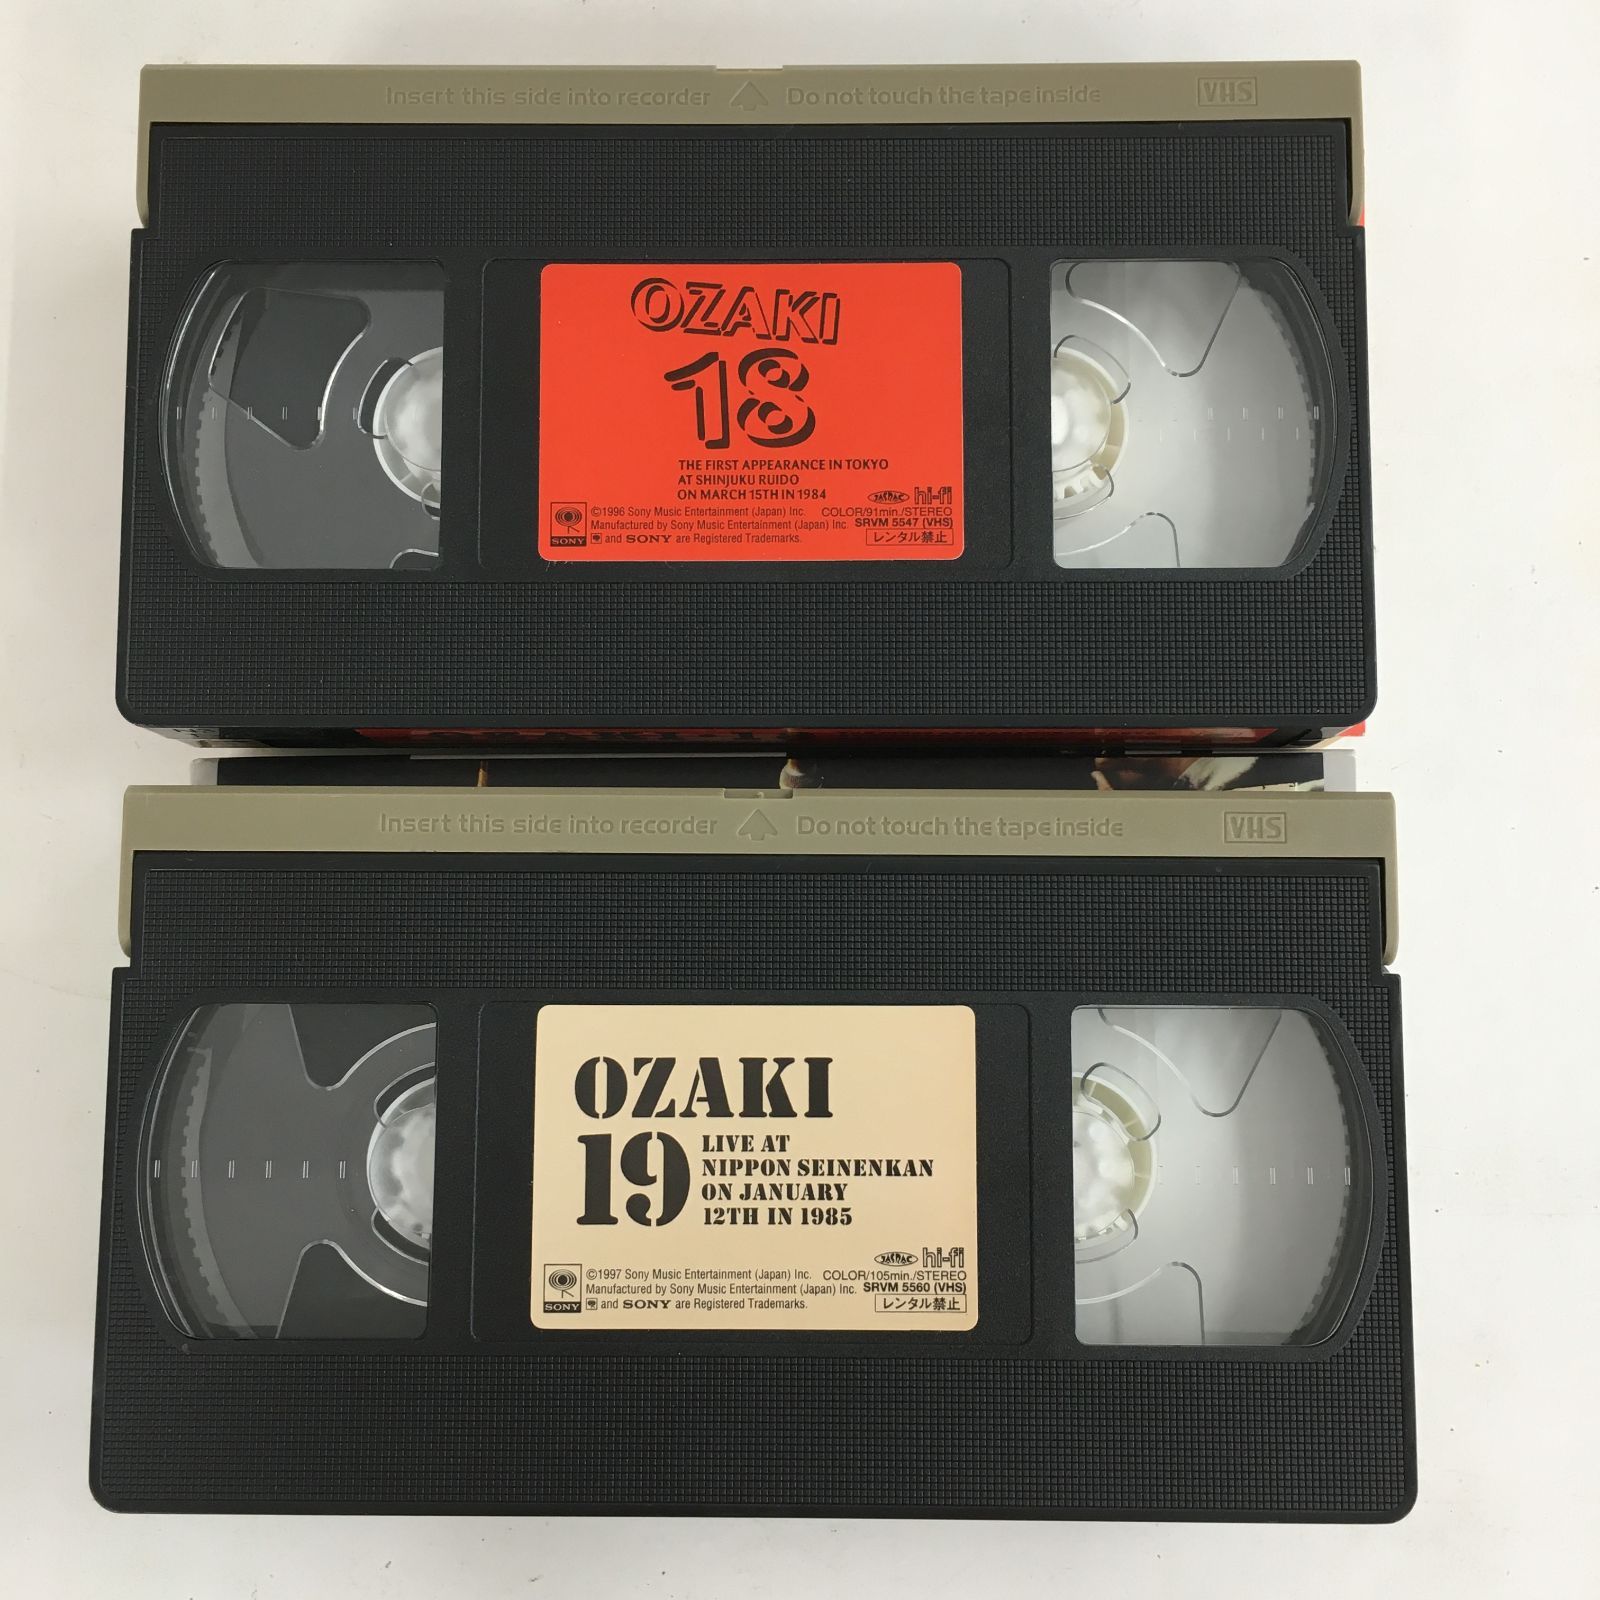 Insert this side into recorder Do not touch the tape inside VHS
OZAKI
18
THE FIRST APPEARANCE IN TOKYO
AT SHINJUKU RUIDO
ON MARCH 15TH IN 1984
JASRAC hi-fi
©1996 Sony Music Entertainment (Japan) Inc. COLOR/91min./STEREO
Manufactured by Sony Music Entertainment (Japan) Inc. SRVM 5547 (VHS)
SONY and SONY are Registered Trademarks. レンタル禁止
Insert this side into recorder Do not touch the tape inside VHS
OZAKI
19
LIVE AT
NIPPON SEINENKAN
ON JANUARY
12TH IN 1985
JASRAC hi-fi
©1997 Sony Music Entertainment (Japan) Inc. COLOR/105min./STEREO
Manufactured by Sony Music Entertainment (Japan) Inc. SRVM 5560 (VHS)
SONY and SONY are Registered Trademarks. レンタル禁止